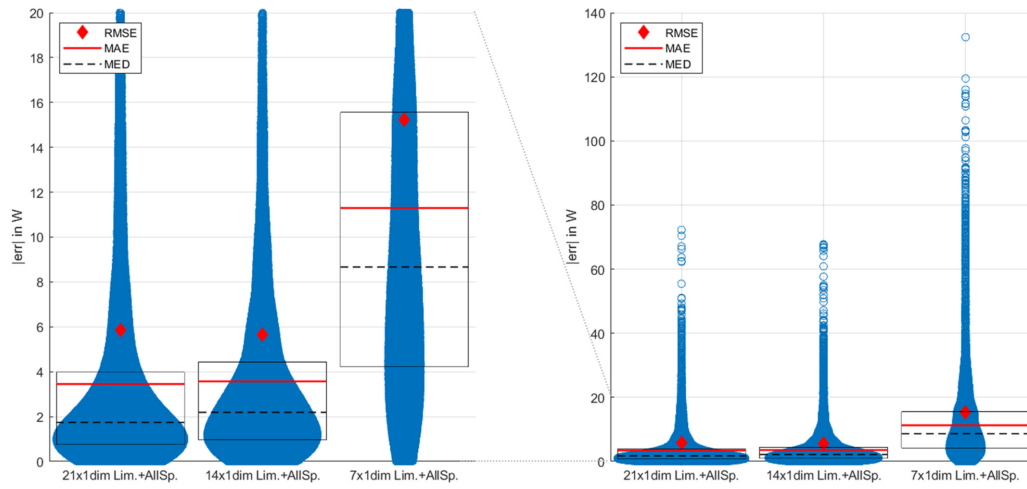 20
18
16
14
12
10
8
6
4
2
0
|err| in W
RMSE
MAE
MED
21x1dim Lim.+AllSp.
14x1dim Lim.+AllSp.
7x1dim Lim.+AllSp.
140
120
100
80
60
40
20
0
|err| in W
RMSE
MAE
MED
21x1dim Lim.+AllSp.
14x1dim Lim.+AllSp.
7x1dim Lim.+AllSp.